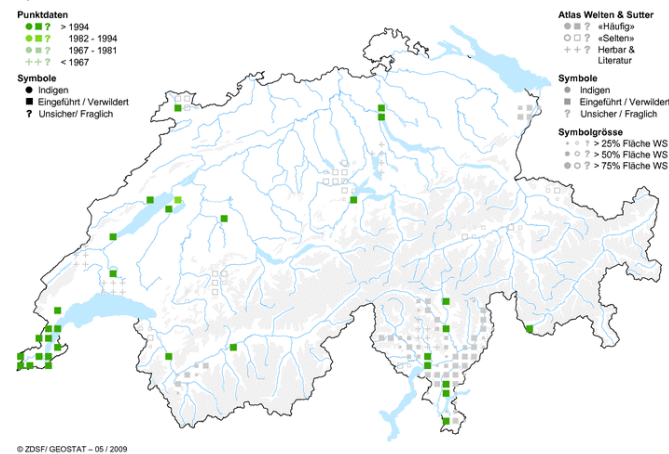 Punktdaten
? > 1994
? 1982 - 1994
? 1967 - 1981
++? < 1967
Symbole
Indigen
Eingeführt / Verwildert
? Unsicher/ Fraglich
Atlas Welten & Sutter
? «Häufig»
? «Selten»
++? Herbar &
Literatur
Symbole
Indigen
Eingeführt / Verwildert
? Unsicher/ Fraglich
Symbolgrösse
? > 25% Fläche WS
? > 50% Fläche WS
? > 75% Fläche WS
© ZDSF/ GEOSTAT – 05 / 2009